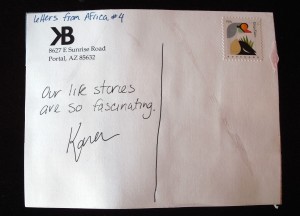 Letters from Africa #4
KB
8627 E Sunrise Road
Portal, AZ 85632
Our life stories
are so fascinating.
Karen